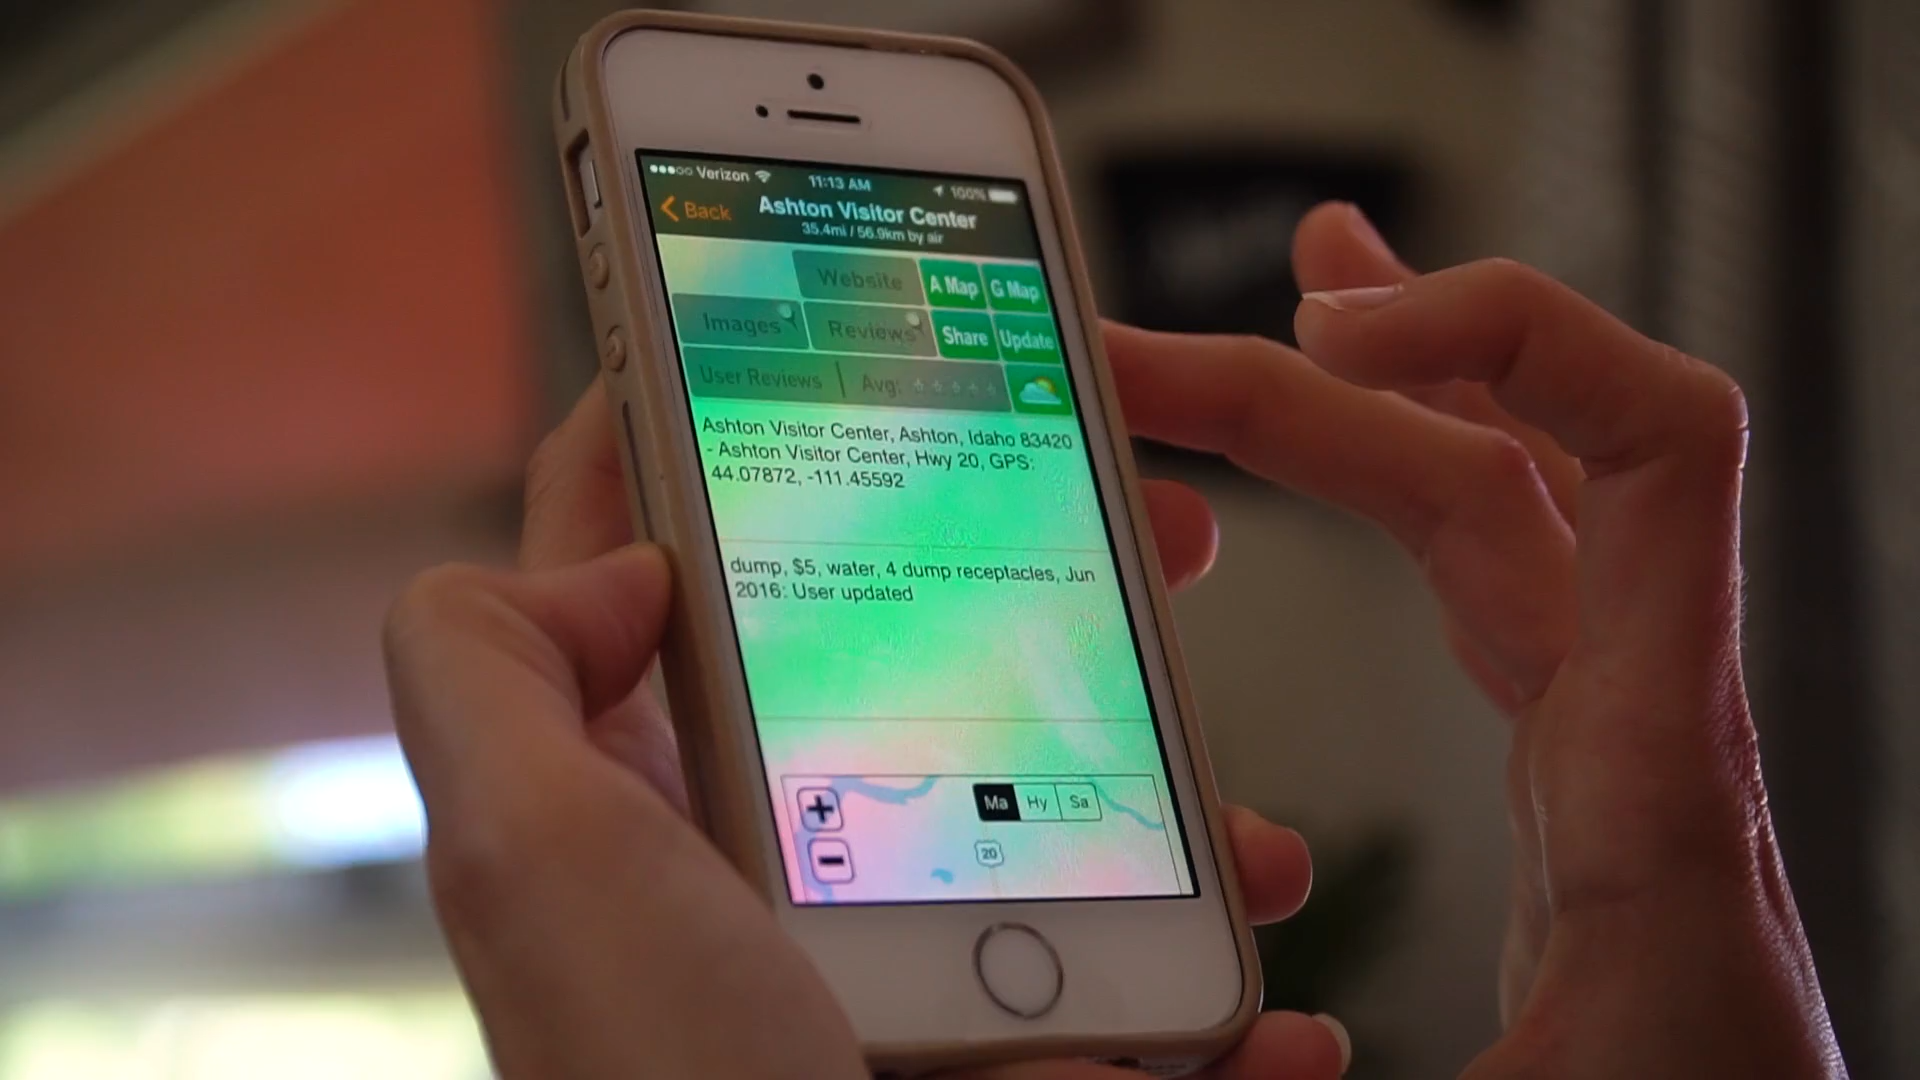 Verizon 11:13 AM 100%
Back Ashton Visitor Center
35.4mi / 56.9km by air
Website A Map G Map
Images Reviews Share Update
User Reviews | Avg:
Ashton Visitor Center, Ashton, Idaho 83420
- Ashton Visitor Center, Hwy 20, GPS:
44.07872, -111.45592
dump, $5, water, 4 dump receptacles, Jun
2016: User updated
+ Ma Hy Sa
20
-